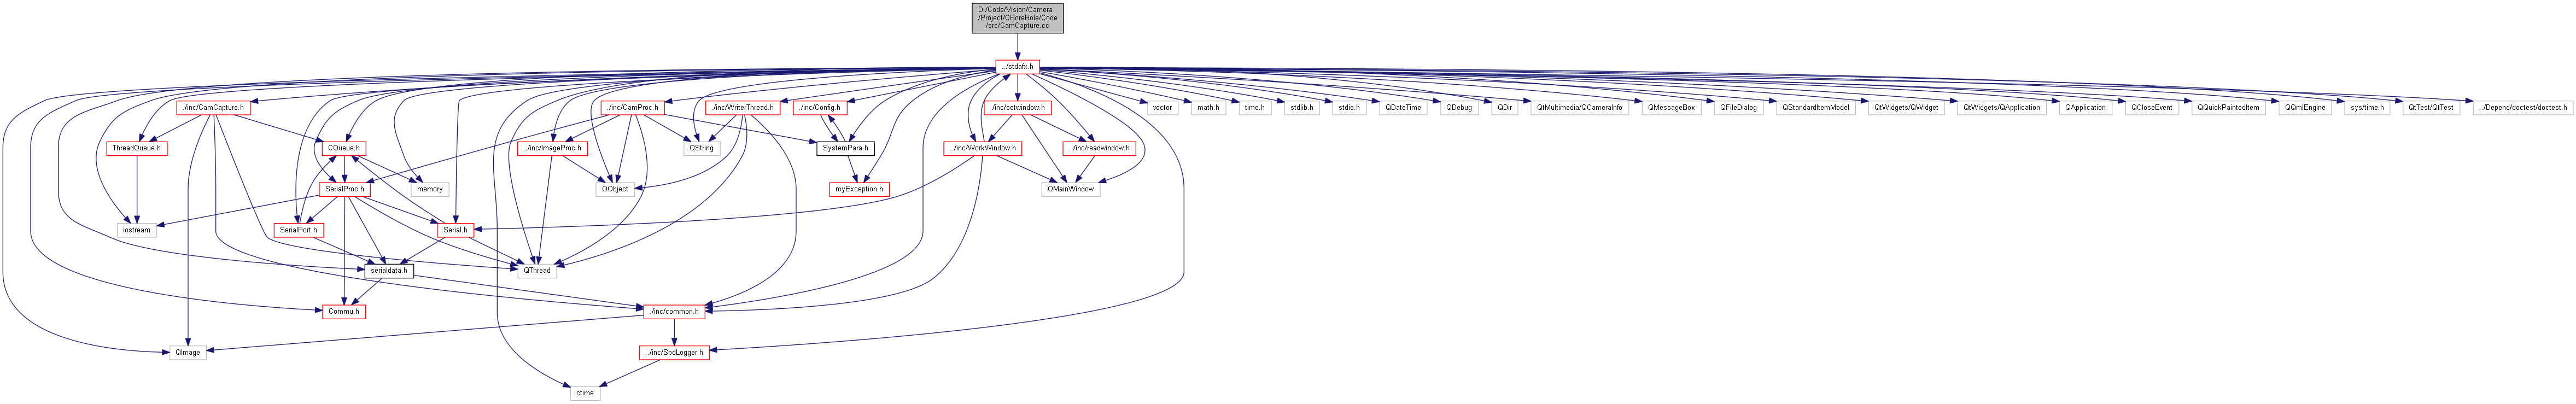 D:/Code/Vision/Camera
/Project/CBoreHole/Code
/src/CamCapture.cc
../stdafx.h
./inc/CamCapture.h
./inc/CamProc.h
./inc/WriterThread.h
./inc/Config.h
./inc/setwindow.h
vector
math.h
time.h
stdlib.h
stdio.h
QDateTime
QDebug
QDir
QtMultimedia/QCameraInfo
QMessageBox
QFileDialog
QStandardItemModel
QtWidgets/QWidget
QtWidgets/QApplication
QApplication
QCloseEvent
QQuickPaintedItem
QQmlEngine
sys/time.h
QtTest/QtTest
.../Depend/doctest/doctest.h
ThreadQueue.h
CQueue.h
.../inc/ImageProc.h
QString
SystemPara.h
.../inc/WorkWindow.h
.../inc/readwindow.h
SerialProc.h
memory
QObject
myException.h
QMainWindow
iostream
SerialPort.h
Serial.h
serialdata.h
QThread
Commu.h
./inc/common.h
QImage
.../inc/SpdLogger.h
ctime